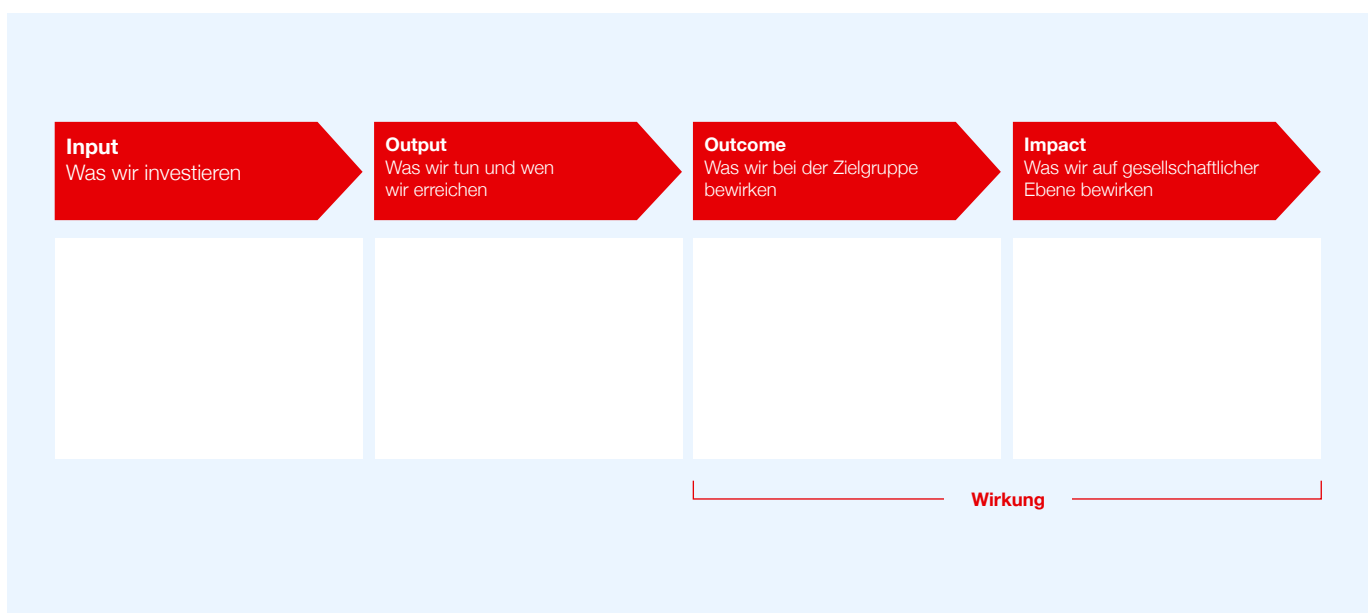 Input
Was wir investieren
Output
Was wir tun und wen
wir erreichen
Outcome
Was wir bei der Zielgruppe
bewirken
Impact
Was wir auf gesellschaftlicher
Ebene bewirken
Wirkung